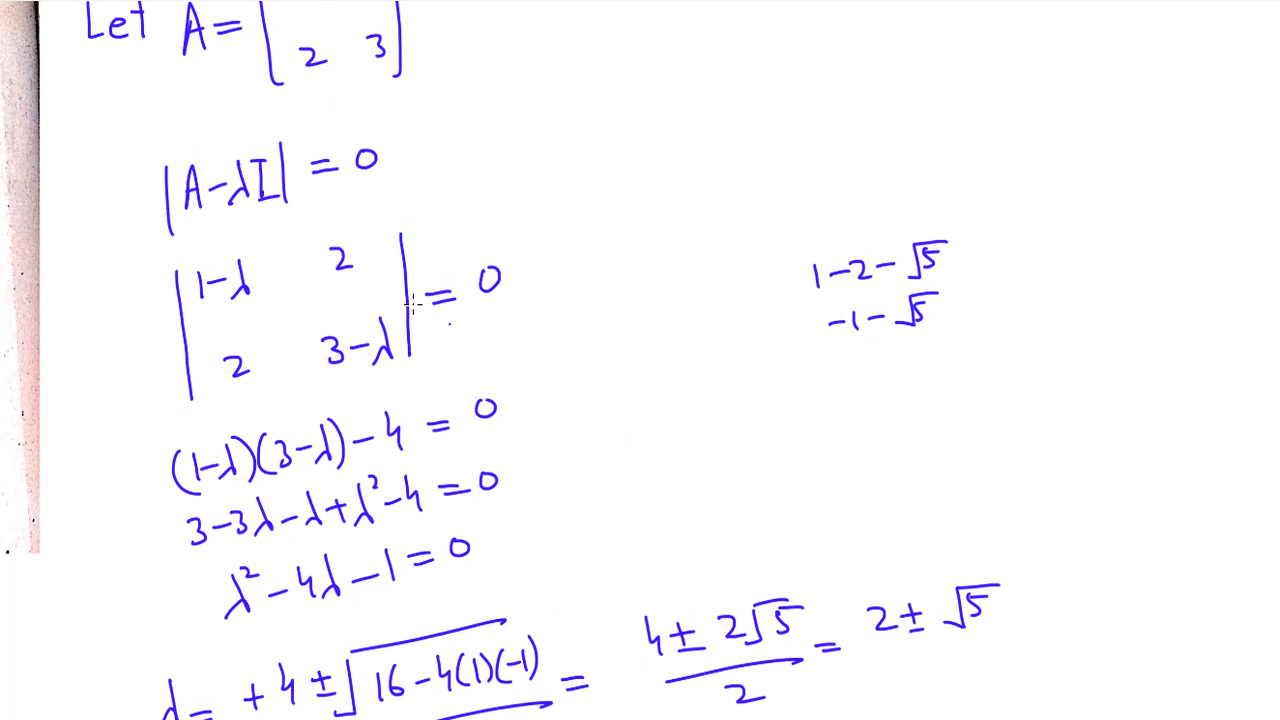 Let A = [
2 3 ]
|A-λI| = 0
| 1-λ 2
2 3-λ | = 0
1-2-√5
-1-√5
(1-λ)(3-λ)-4 = 0
3-3λ-λ+λ²-4=0
λ²-4λ-1=0
λ = +4±√16-4(1)(-1) = 4±2√5 / 2 = 2±√5